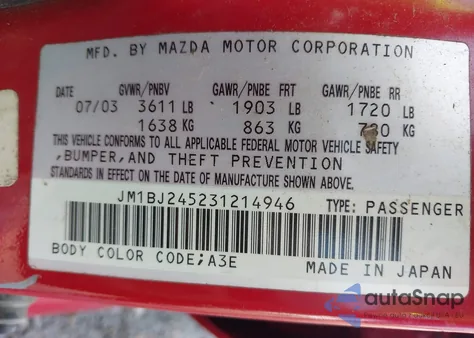 MFD. BY MAZDA MOTOR CORPORATION
DATE GVWR/PNBV GAWR/PNBE FRT GAWR/PNBE RR
07/03 3611 LB 1903 LB 1720 LB
1638 KG 863 KG 780 KG
THIS VEHICLE CONFORMS TO ALL APPLICABLE FEDERAL MOTOR VEHICLE SAFETY
,BUMPER,AND THEFT PREVENTION
STANDARDS IN EFFECT ON THE DATE OF MANUFACTURE SHOWN ABOVE.
JM1BJ245231214946 TYPE: PASSENGER
BODY COLOR CODE;A3E
MADE IN JAPAN
autoSnap